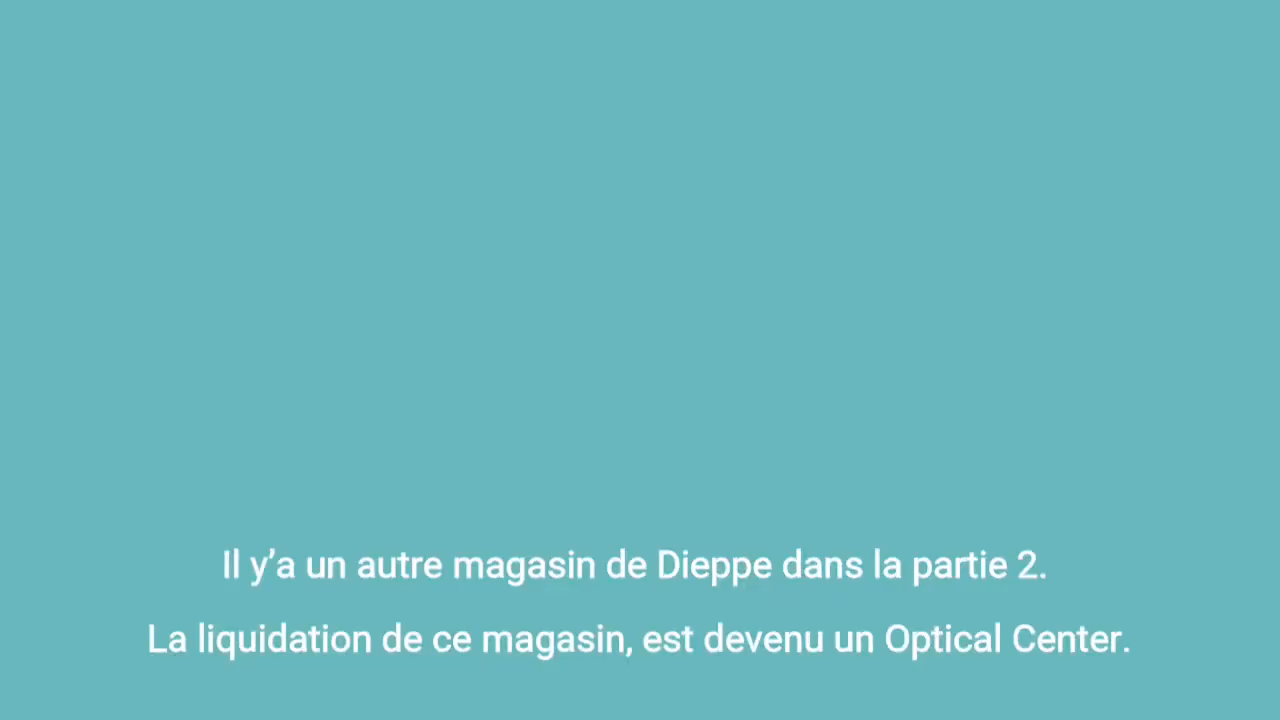 Il y’a un autre magasin de Dieppe dans la partie 2.
La liquidation de ce magasin, est devenu un Optical Center.